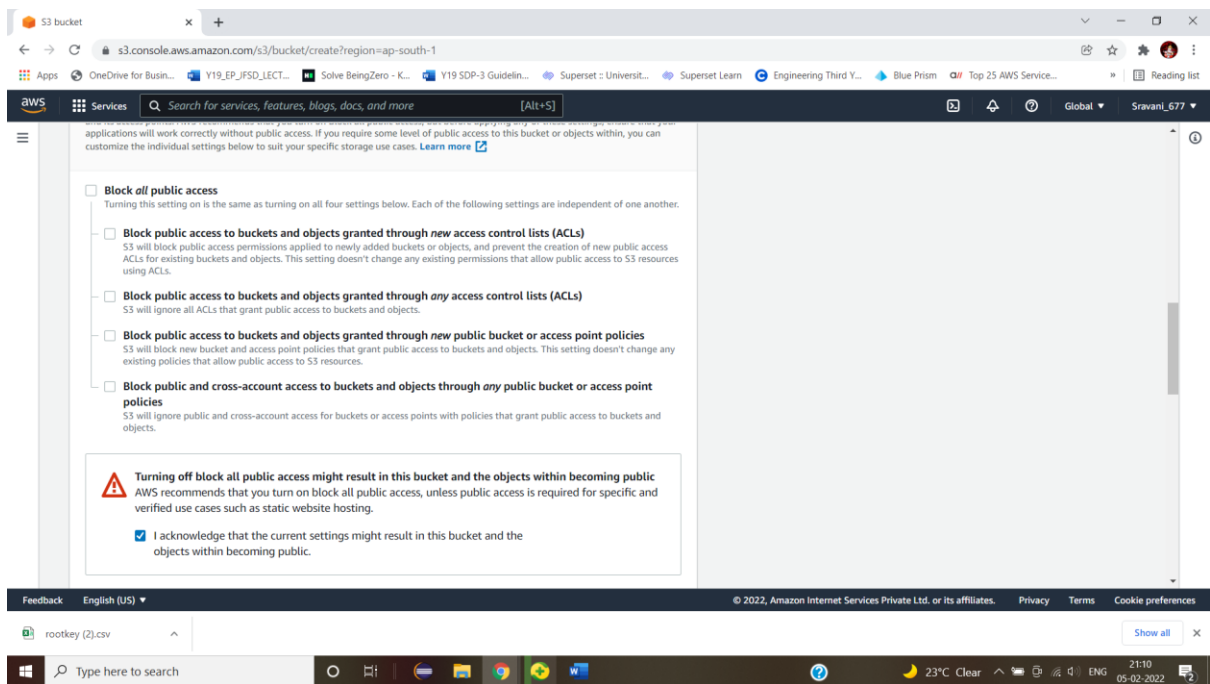 S3 bucket
s3.console.aws.amazon.com/s3/bucket/create?region=ap-south-1
Apps OneDrive for Busin... Y19_EP_JFSD_LECT... Solve BeingZero - K... Y19 SDP-3 Guidelin... Superset :: Universit... Superset Learn Engineering Third Y... Blue Prism Top 25 AWS Service... » Reading list
aws Services Search for services, features, blogs, docs, and more [Alt+S] Global ▼ Sravani_677 ▼
applications will work correctly without public access. If you require some level of public access to this bucket or objects within, you can
customize the individual settings below to suit your specific storage use cases. Learn more
Block all public access
Turning this setting on is the same as turning on all four settings below. Each of the following settings are independent of one another.
Block public access to buckets and objects granted through new access control lists (ACLs)
S3 will block public access permissions applied to newly added buckets or objects, and prevent the creation of new public access
ACLs for existing buckets and objects. This setting doesn't change any existing permissions that allow public access to S3 resources
using ACLs.
Block public access to buckets and objects granted through any access control lists (ACLs)
S3 will ignore all ACLs that grant public access to buckets and objects.
Block public access to buckets and objects granted through new public bucket or access point policies
S3 will block new bucket and access point policies that grant public access to buckets and objects. This setting doesn't change any
existing policies that allow public access to S3 resources.
Block public and cross-account access to buckets and objects through any public bucket or access point
policies
S3 will ignore public and cross-account access for buckets or access points with policies that grant public access to buckets and
objects.
Turning off block all public access might result in this bucket and the objects within becoming public
AWS recommends that you turn on block all public access, unless public access is required for specific and
verified use cases such as static website hosting.
I acknowledge that the current settings might result in this bucket and the
objects within becoming public.
Feedback English (US) ▼ © 2022, Amazon Internet Services Private Ltd. or its affiliates. Privacy Terms Cookie preferences
rootkey (2).csv Show all
Type here to search 23°C Clear ENG 21:10
05-02-2022